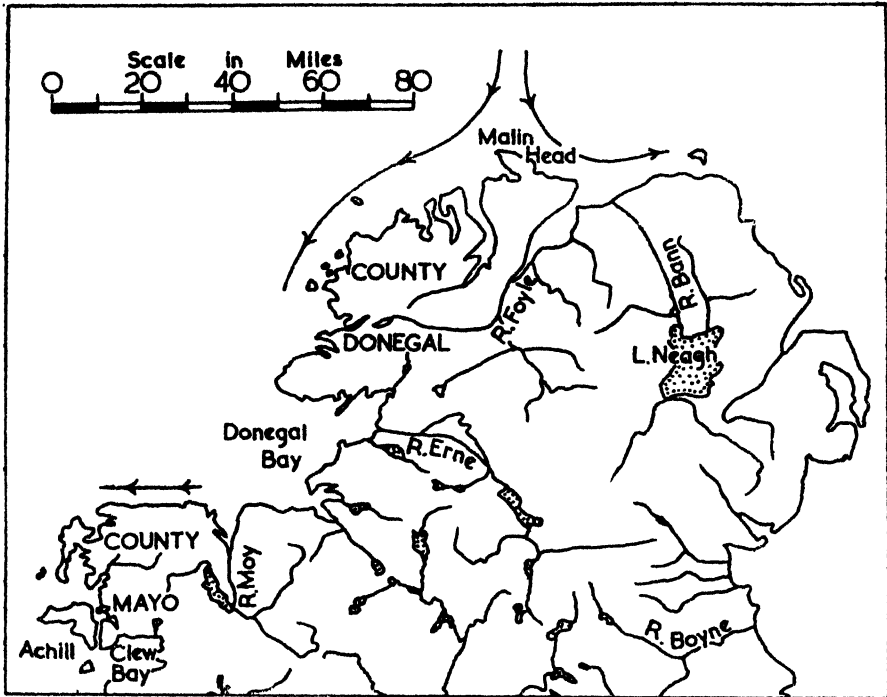 Scale in Miles
0 20 40 60 80
Malin
Head
COUNTY
R. Bann
R. Foyle
DONEGAL
L. Neagh
Donegal
Bay
R. Erne
COUNTY
R. Moy
MAYO
R. Boyne
Achill
Clew
Bay